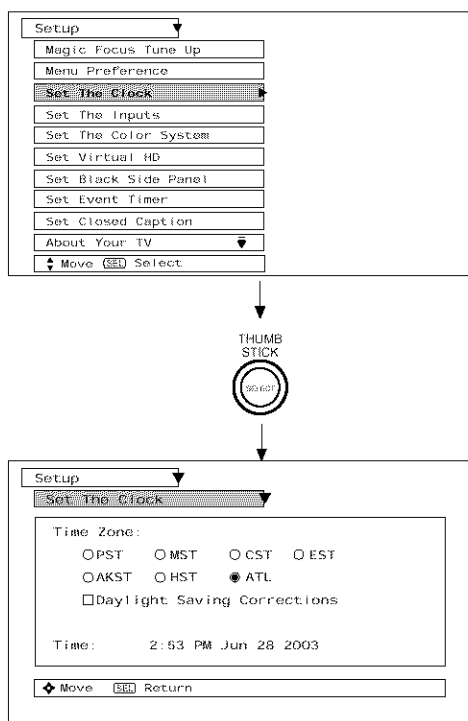 Setup
Magic Focus Tune Up
Menu Preference
Set The Clock
Set The Inputs
Set The Color System
Set Virtual HD
Set Black Side Panel
Set Event Timer
Set Closed Caption
About Your TV
Move SEL Select
THUMB
STICK
SELECT
Setup
Set The Clock
Time Zone:
PST MST CST EST
AKST HST ATL
Daylight Saving Corrections
Time: 2:53 PM Jun 28 2003
Move SEL Return